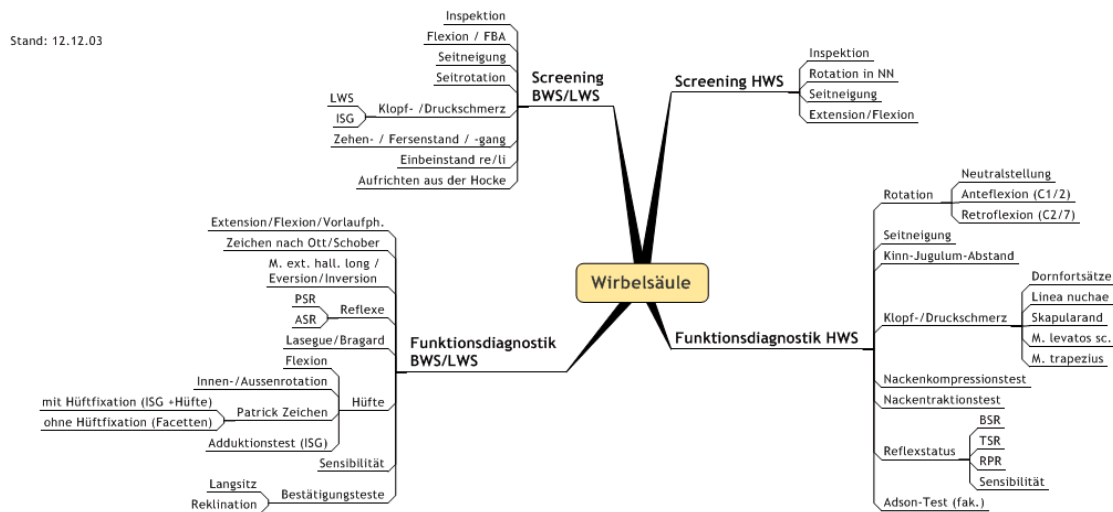 Stand: 12.12.03
Wirbelsäule
Screening
BWS/LWS
Inspektion
Flexion / FBA
Seitneigung
Seitrotation
Klopf- /Druckschmerz
LWS
ISG
Zehen- / Fersenstand / -gang
Einbeinstand re/li
Aufrichten aus der Hocke
Screening HWS
Inspektion
Rotation in NN
Seitneigung
Extension/Flexion
Funktionsdiagnostik
BWS/LWS
Extension/Flexion/Vorlaufph.
Zeichen nach Ott/Schober
M. ext. hall. long /
Eversion/Inversion
Reflexe
PSR
ASR
Lasegue/Bragard
Hüfte
Flexion
Innen-/Aussenrotation
Patrick Zeichen
mit Hüftfixation (ISG +Hüfte)
ohne Hüftfixation (Facetten)
Adduktionstest (ISG)
Sensibilität
Bestätigungsteste
Langsitz
Reklination
Funktionsdiagnostik HWS
Rotation
Neutralstellung
Anteflexion (C1/2)
Retroflexion (C2/7)
Seitneigung
Kinn-Jugulum-Abstand
Klopf-/Druckschmerz
Dornfortsätze
Linea nuchae
Skapularand
M. levatos sc.
M. trapezius
Nackenkompressionstest
Nackentraktionstest
Reflexstatus
BSR
TSR
RPR
Sensibilität
Adson-Test (fak.)